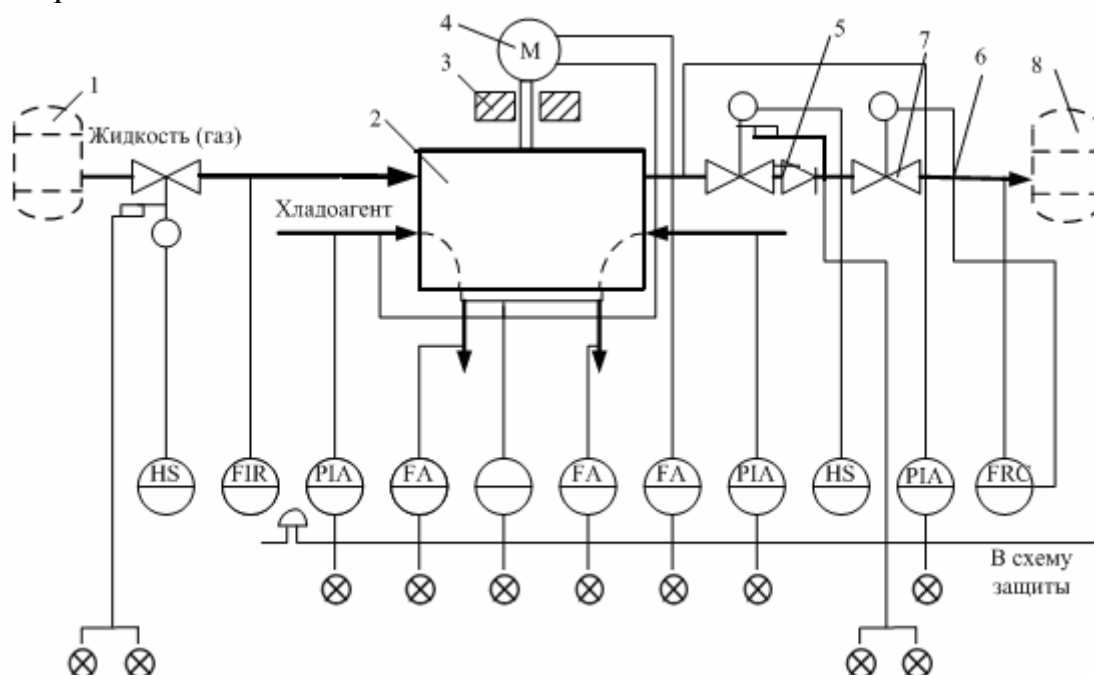 4
М
5
7
6
8
1
3
2
Жидкость (газ)
Хладоагент
HS
FIR
PIA
FA
FA
FA
PIA
HS
PIA
FRC
В схему
защиты